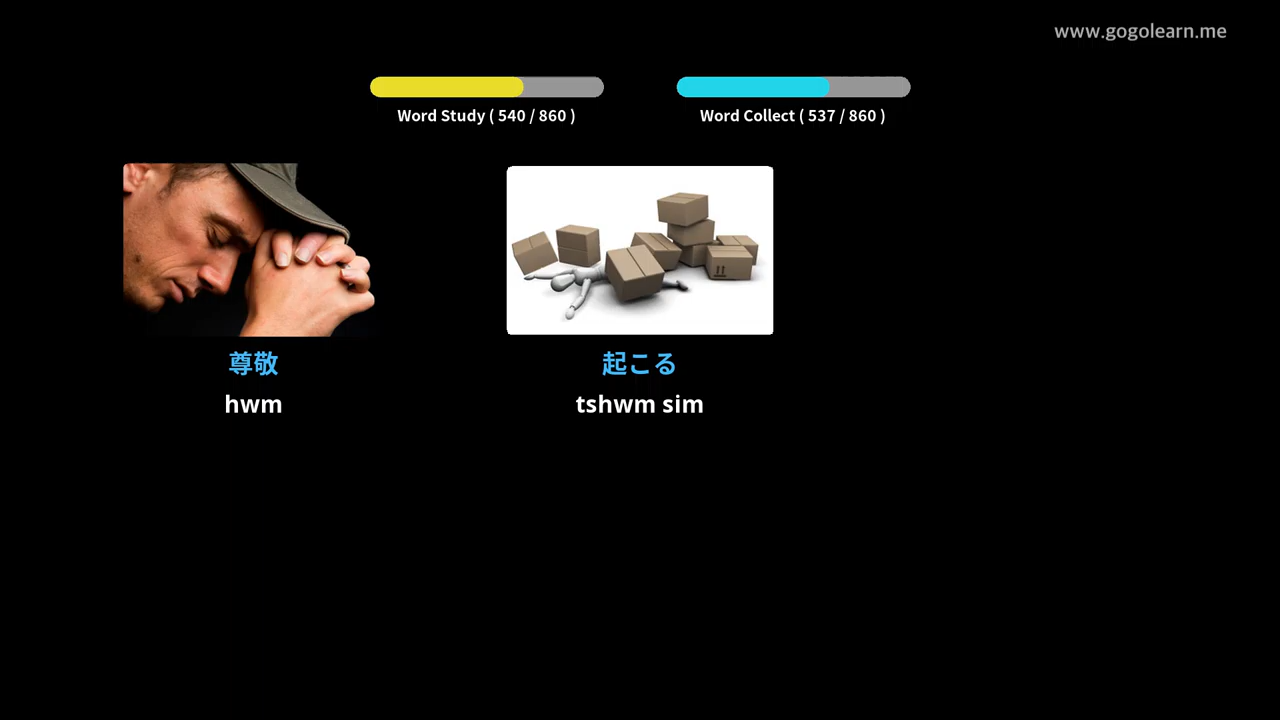 www.gogolearn.me
Word Study ( 540 / 860 )
Word Collect ( 537 / 860 )
尊敬
hwm
起こる
tshwm sim